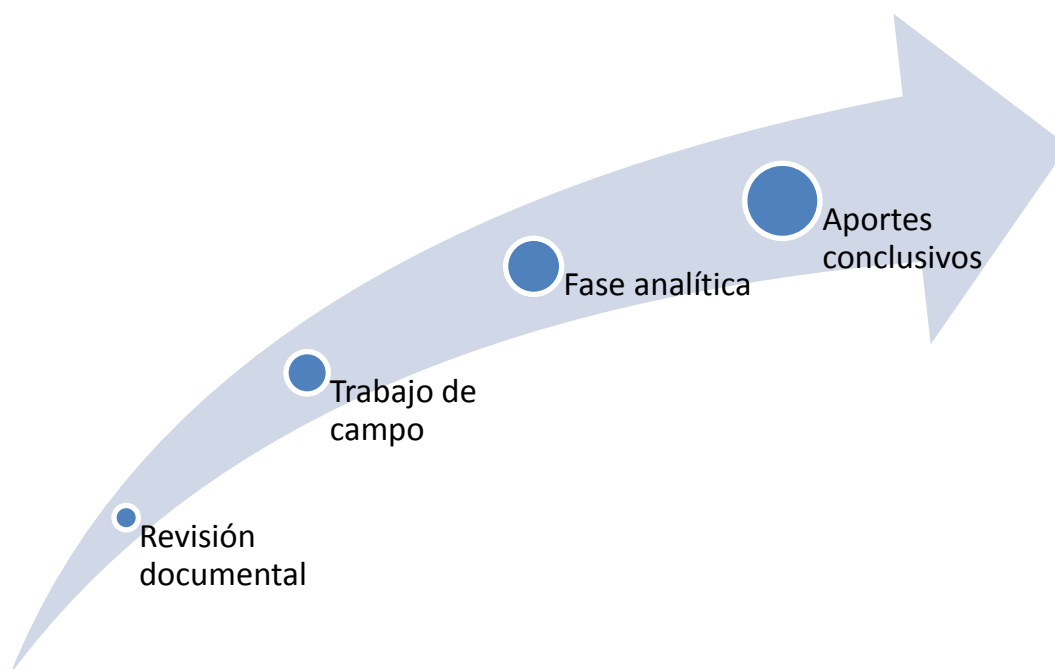 Aportes
conclusivos
Fase analítica
Trabajo de
campo
Revisión
documental